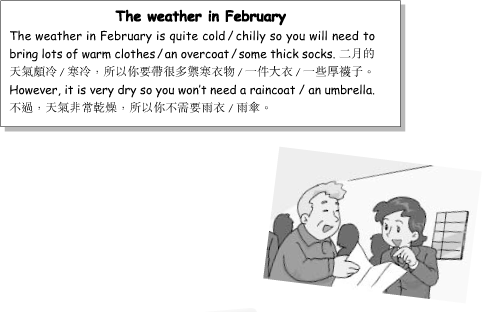 The weather in February
The weather in February is quite cold / chilly so you will need to
bring lots of warm clothes / an overcoat / some thick socks. 二月的
天氣頗冷 / 寒冷，所以你要帶很多禦寒衣物 / 一件大衣 / 一些厚襪子。
However, it is very dry so you won't need a raincoat / an umbrella.
不過，天氣非常乾燥，所以你不需要雨衣 / 雨傘。